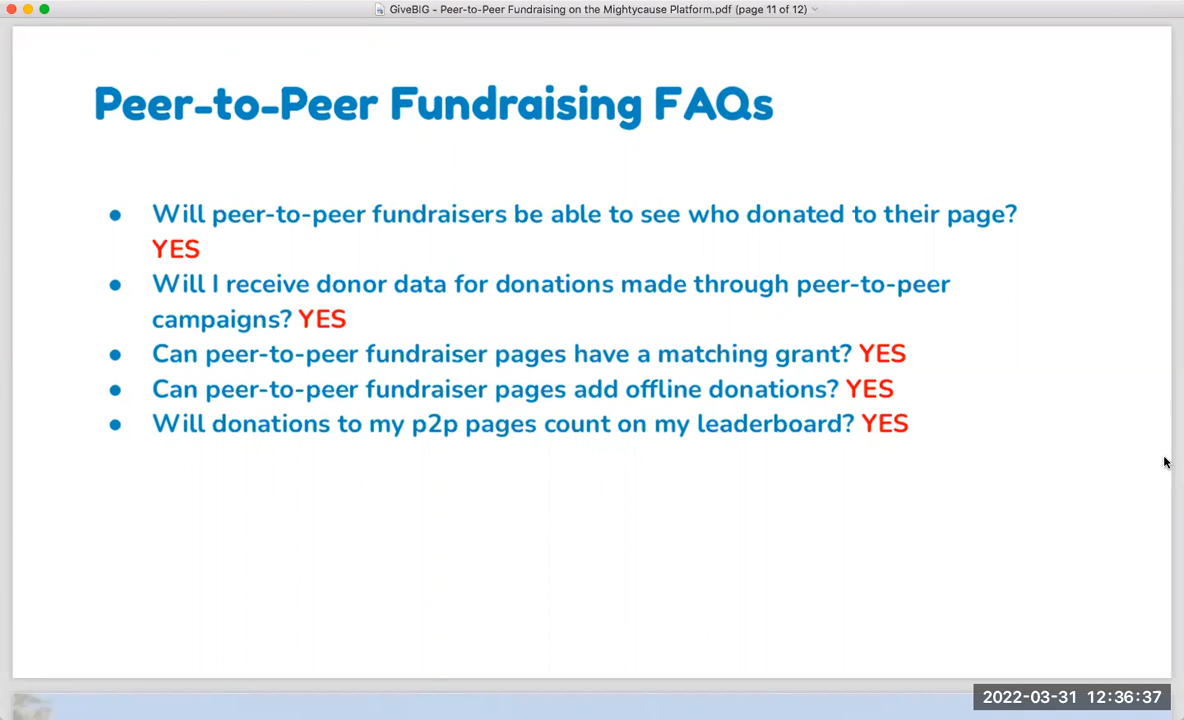 GiveBIG - Peer-to-Peer Fundraising on the Mightycause Platform.pdf (page 11 of 12)
Peer-to-Peer Fundraising FAQs
● Will peer-to-peer fundraisers be able to see who donated to their page?
YES
● Will I receive donor data for donations made through peer-to-peer
campaigns? YES
● Can peer-to-peer fundraiser pages have a matching grant? YES
● Can peer-to-peer fundraiser pages add offline donations? YES
● Will donations to my p2p pages count on my leaderboard? YES
2022-03-31 12:36:37